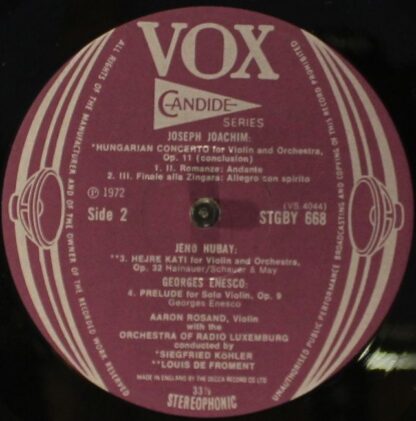 VOX
CANDIDE
SERIES
JOSEPH JOACHIM:
*HUNGARIAN CONCERTO for Violin and Orchestra,
Op. 11 (conclusion)
1. II. Romanze: Andante
2. III. Finale alla Zingara: Allegro con spirito
℗ 1972
(VS. 4044)
Side 2
STGBY 668
JENO HUBAY:
**3. HEJRE KATI for Violin and Orchestra,
Op. 32 Hainauer/Schauer & May
GEORGES ENESCO:
4. PRELUDE for Solo Violin, Op. 9
Georges Enesco
AARON ROSAND, Violin
with the
ORCHESTRA OF RADIO LUXEMBURG
conducted by
*SIEGFRIED KOHLER
**LOUIS DE FROMENT
MADE IN ENGLAND BY THE DECCA RECORD CO LTD
33⅓
STEREOPHONIC
ALL RIGHTS OF THE MANUFACTURER AND OF THE OWNER OF THE RECORDED WORK RESERVED
UNAUTHORISED PUBLIC PERFORMANCE BROADCASTING AND COPYING OF THIS RECORD PROHIBITED